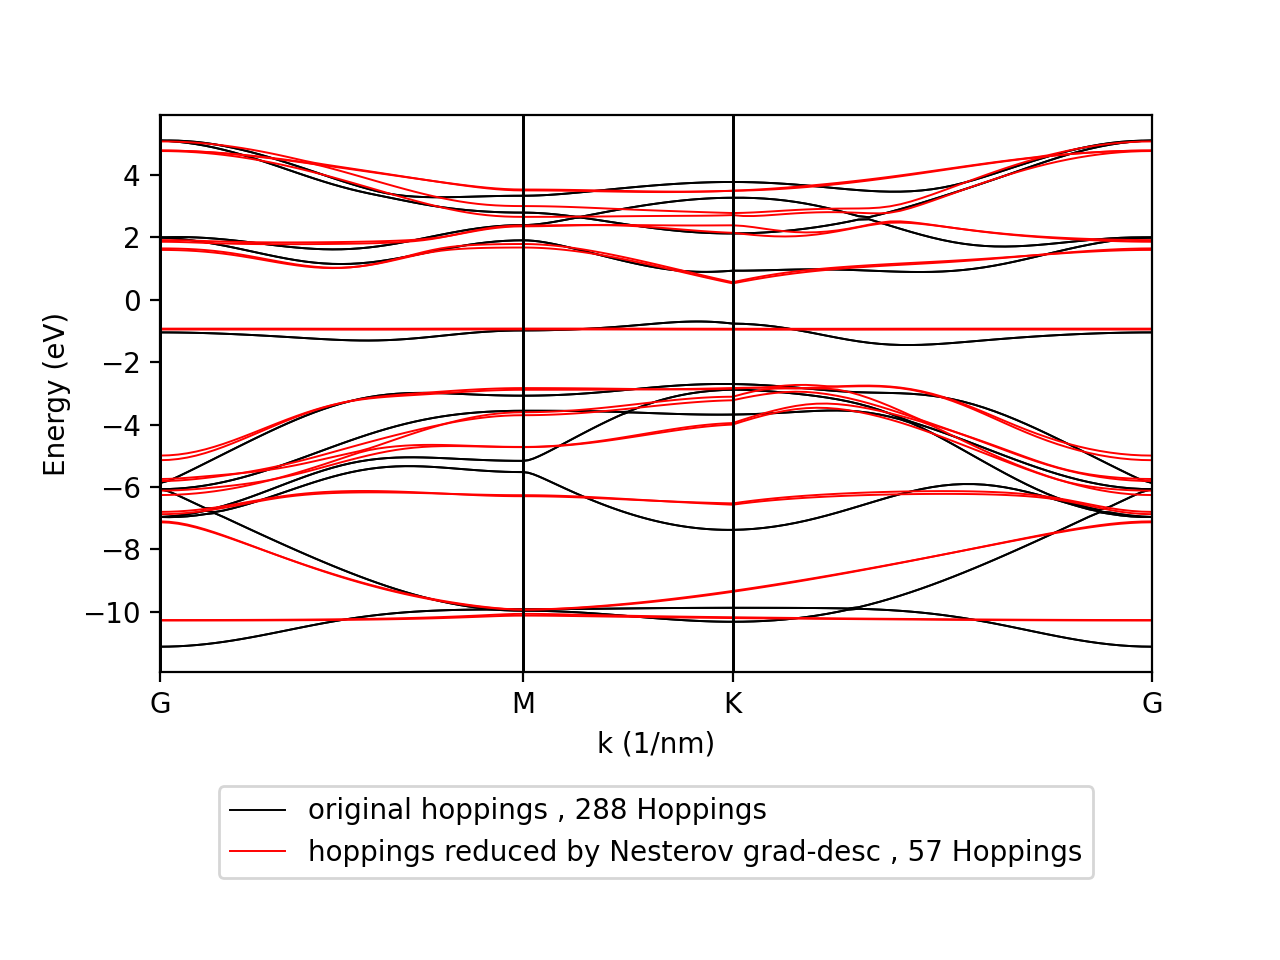 Energy (eV)
4
2
0
−2
−4
−6
−8
−10
G M K G
k (1/nm)
original hoppings , 288 Hoppings
hoppings reduced by Nesterov grad-desc , 57 Hoppings